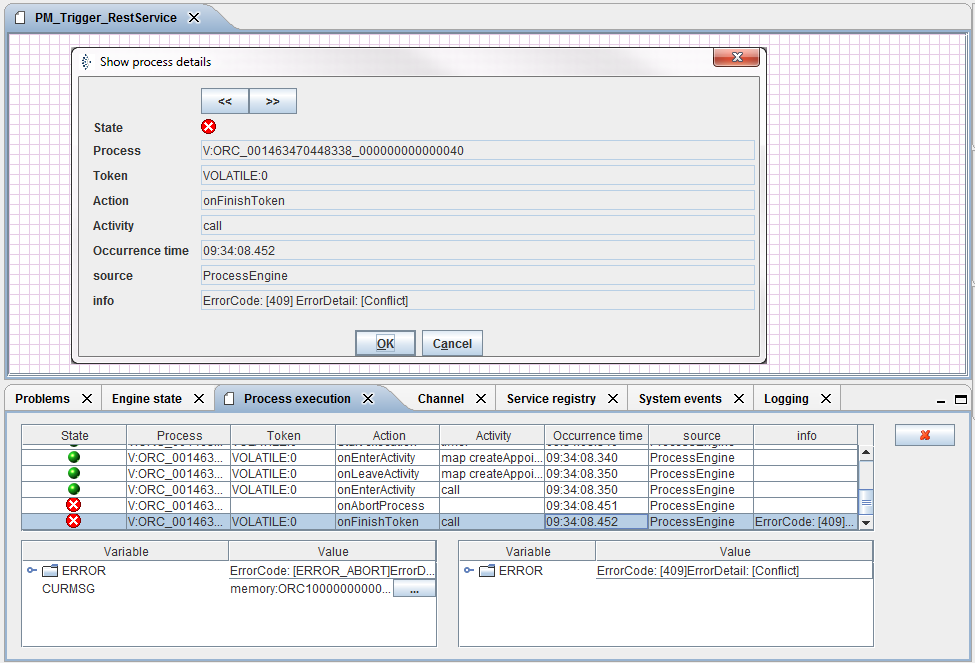 PM_Trigger_RestService
Show process details
<< >>
State
Process V:ORC_001463470448338_000000000000040
Token VOLATILE:0
Action onFinishToken
Activity call
Occurrence time 09:34:08.452
source ProcessEngine
info ErrorCode: [409] ErrorDetail: [Conflict]
OK Cancel
Problems Engine state Process execution Channel Service registry System events Logging
State Process Token Action Activity Occurrence time source info
V:ORC_001463... VOLATILE:0 onEnterActivity map createAppoi... 09:34:08.340 ProcessEngine
V:ORC_001463... VOLATILE:0 onLeaveActivity map createAppoi... 09:34:08.350 ProcessEngine
V:ORC_001463... VOLATILE:0 onEnterActivity call 09:34:08.350 ProcessEngine
V:ORC_001463... onAbortProcess 09:34:08.451 ProcessEngine
V:ORC_001463... VOLATILE:0 onFinishToken call 09:34:08.452 ProcessEngine ErrorCode: [409]...
Variable Value Variable Value
ERROR ErrorCode: [ERROR_ABORT]ErrorD... ERROR ErrorCode: [409]ErrorDetail: [Conflict]
CURMSG memory:ORC10000000000... ...